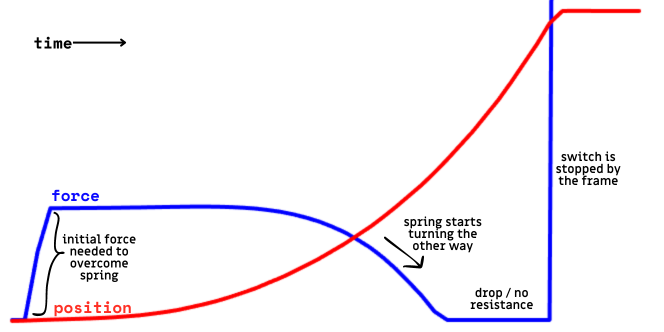 time
force
initial force
needed to
overcome
spring
position
spring starts
turning the
other way
drop / no
resistance
switch is
stopped by
the frame